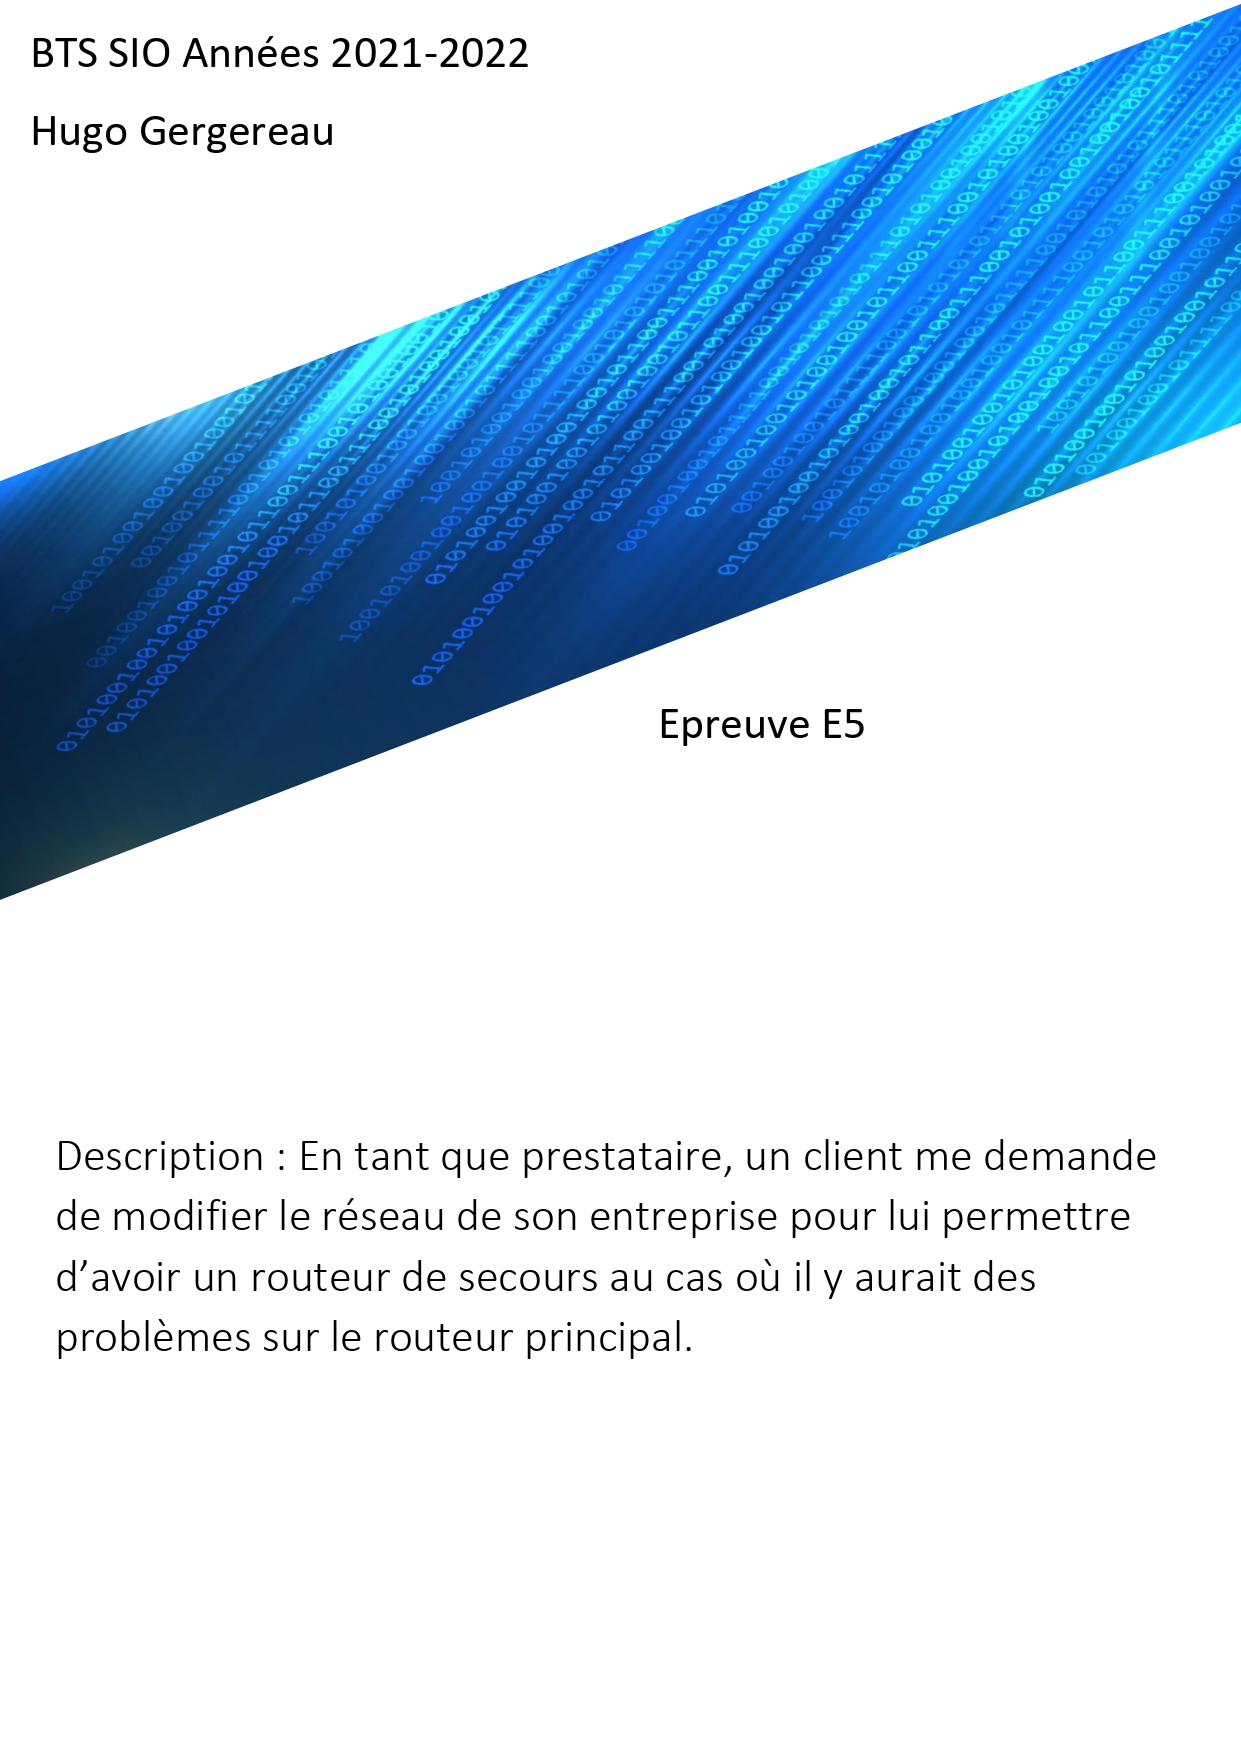 BTS SIO Années 2021-2022
Hugo Gergereau
Epreuve E5
Description : En tant que prestataire, un client me demande
de modifier le réseau de son entreprise pour lui permettre
d’avoir un routeur de secours au cas où il y aurait des
problèmes sur le routeur principal.